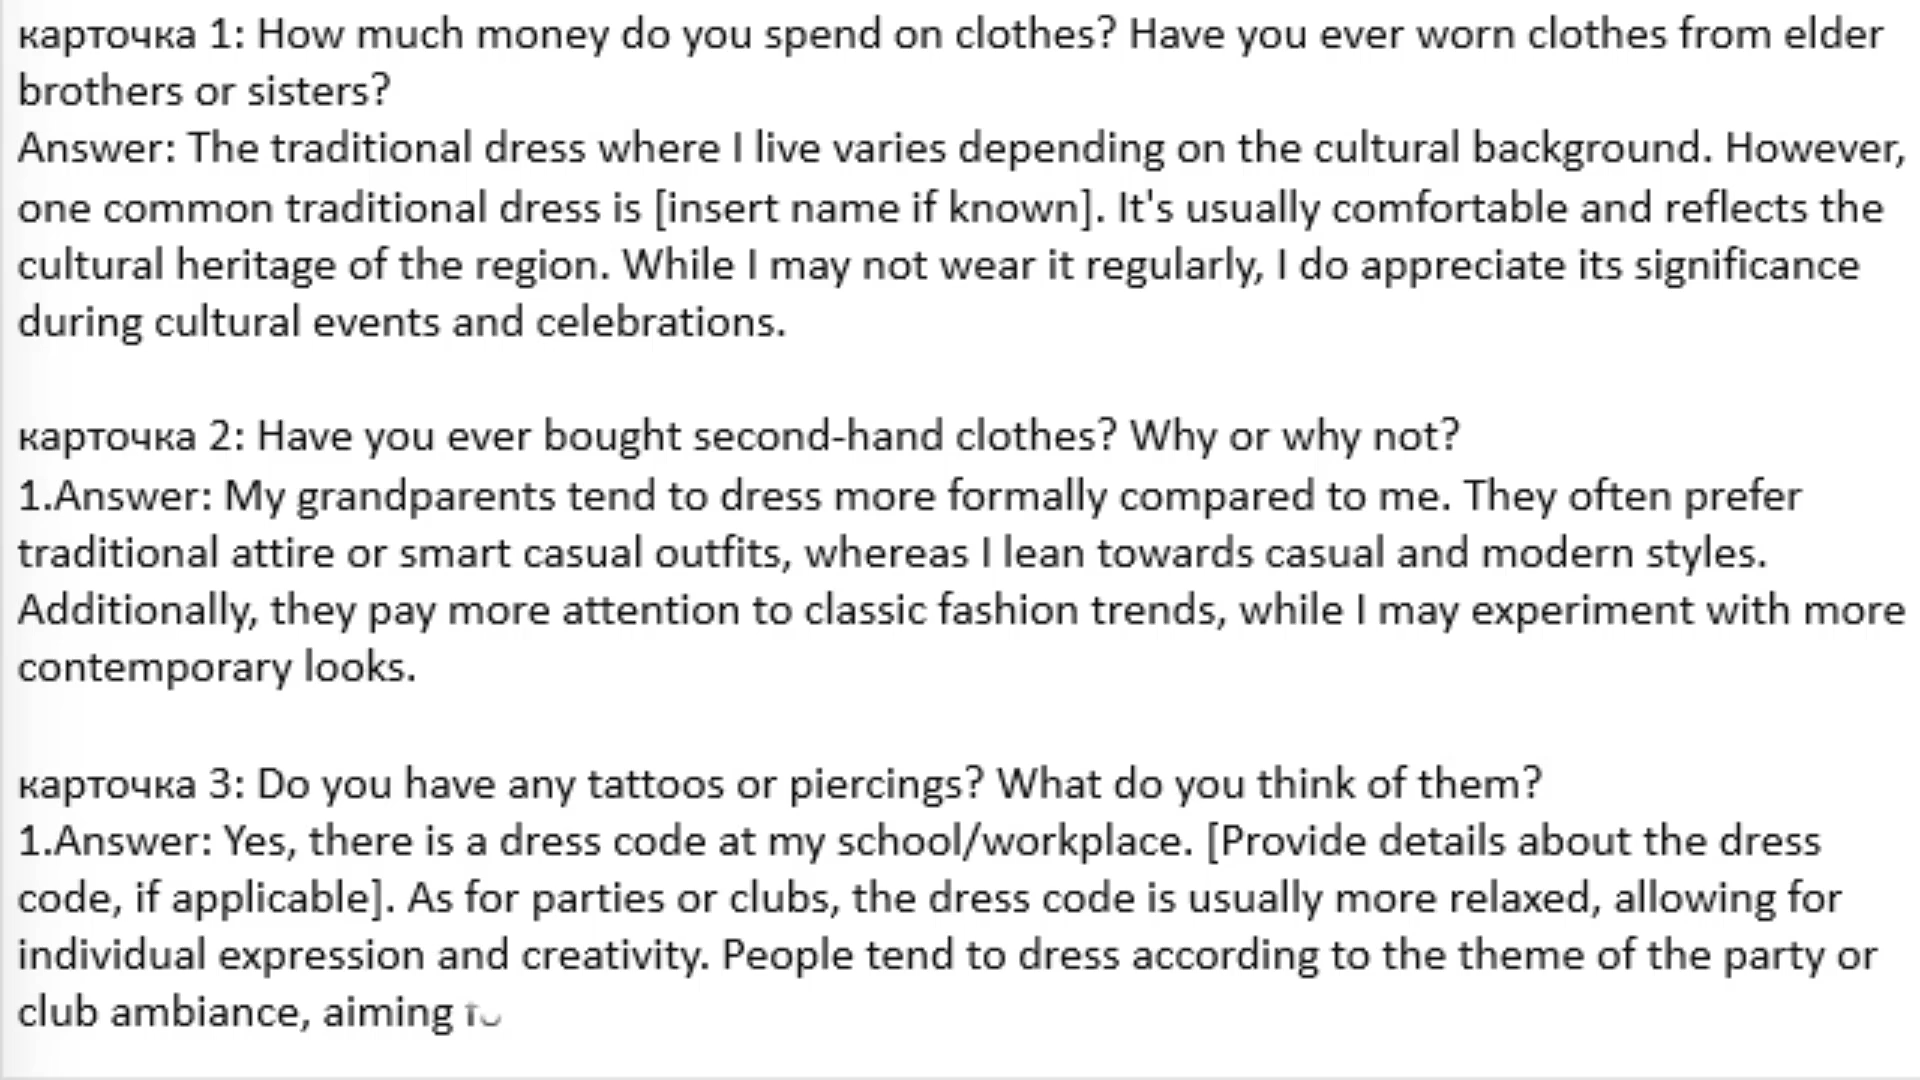 карточка 1: How much money do you spend on clothes? Have you ever worn clothes from elder
brothers or sisters?
Answer: The traditional dress where I live varies depending on the cultural background. However,
one common traditional dress is [insert name if known]. It's usually comfortable and reflects the
cultural heritage of the region. While I may not wear it regularly, I do appreciate its significance
during cultural events and celebrations.
карточка 2: Have you ever bought second-hand clothes? Why or why not?
1.Answer: My grandparents tend to dress more formally compared to me. They often prefer
traditional attire or smart casual outfits, whereas I lean towards casual and modern styles.
Additionally, they pay more attention to classic fashion trends, while I may experiment with more
contemporary looks.
карточка 3: Do you have any tattoos or piercings? What do you think of them?
1.Answer: Yes, there is a dress code at my school/workplace. [Provide details about the dress
code, if applicable]. As for parties or clubs, the dress code is usually more relaxed, allowing for
individual expression and creativity. People tend to dress according to the theme of the party or
club ambiance, aiming